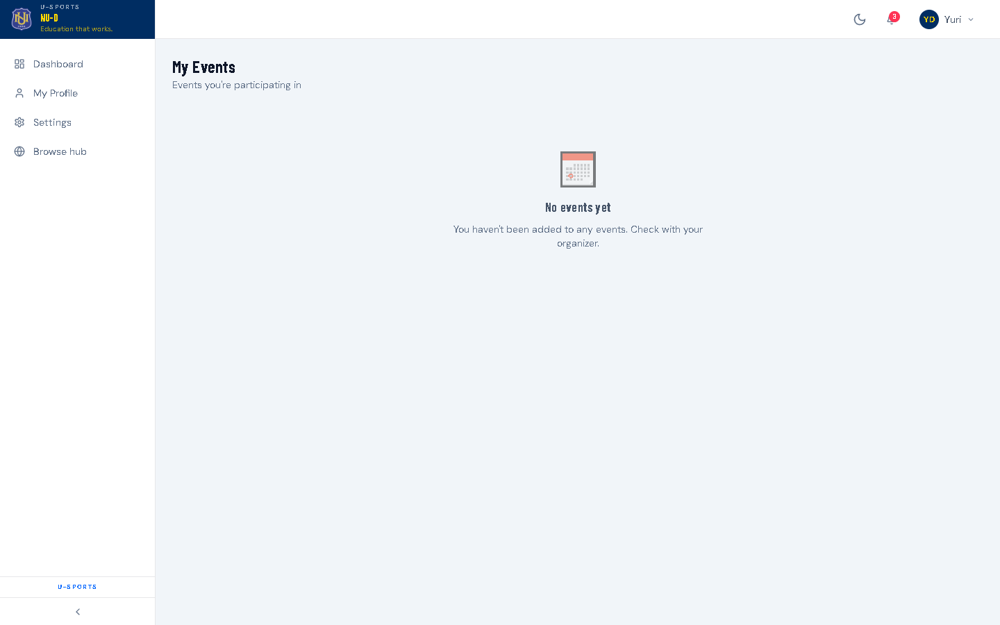 U-SPORTS
NU-D
Education that works.
3
YD
Yuri
Dashboard
My Profile
Settings
Browse hub
My Events
Events you're participating in
No events yet
You haven't been added to any events. Check with your
organizer.
U-SPORTS